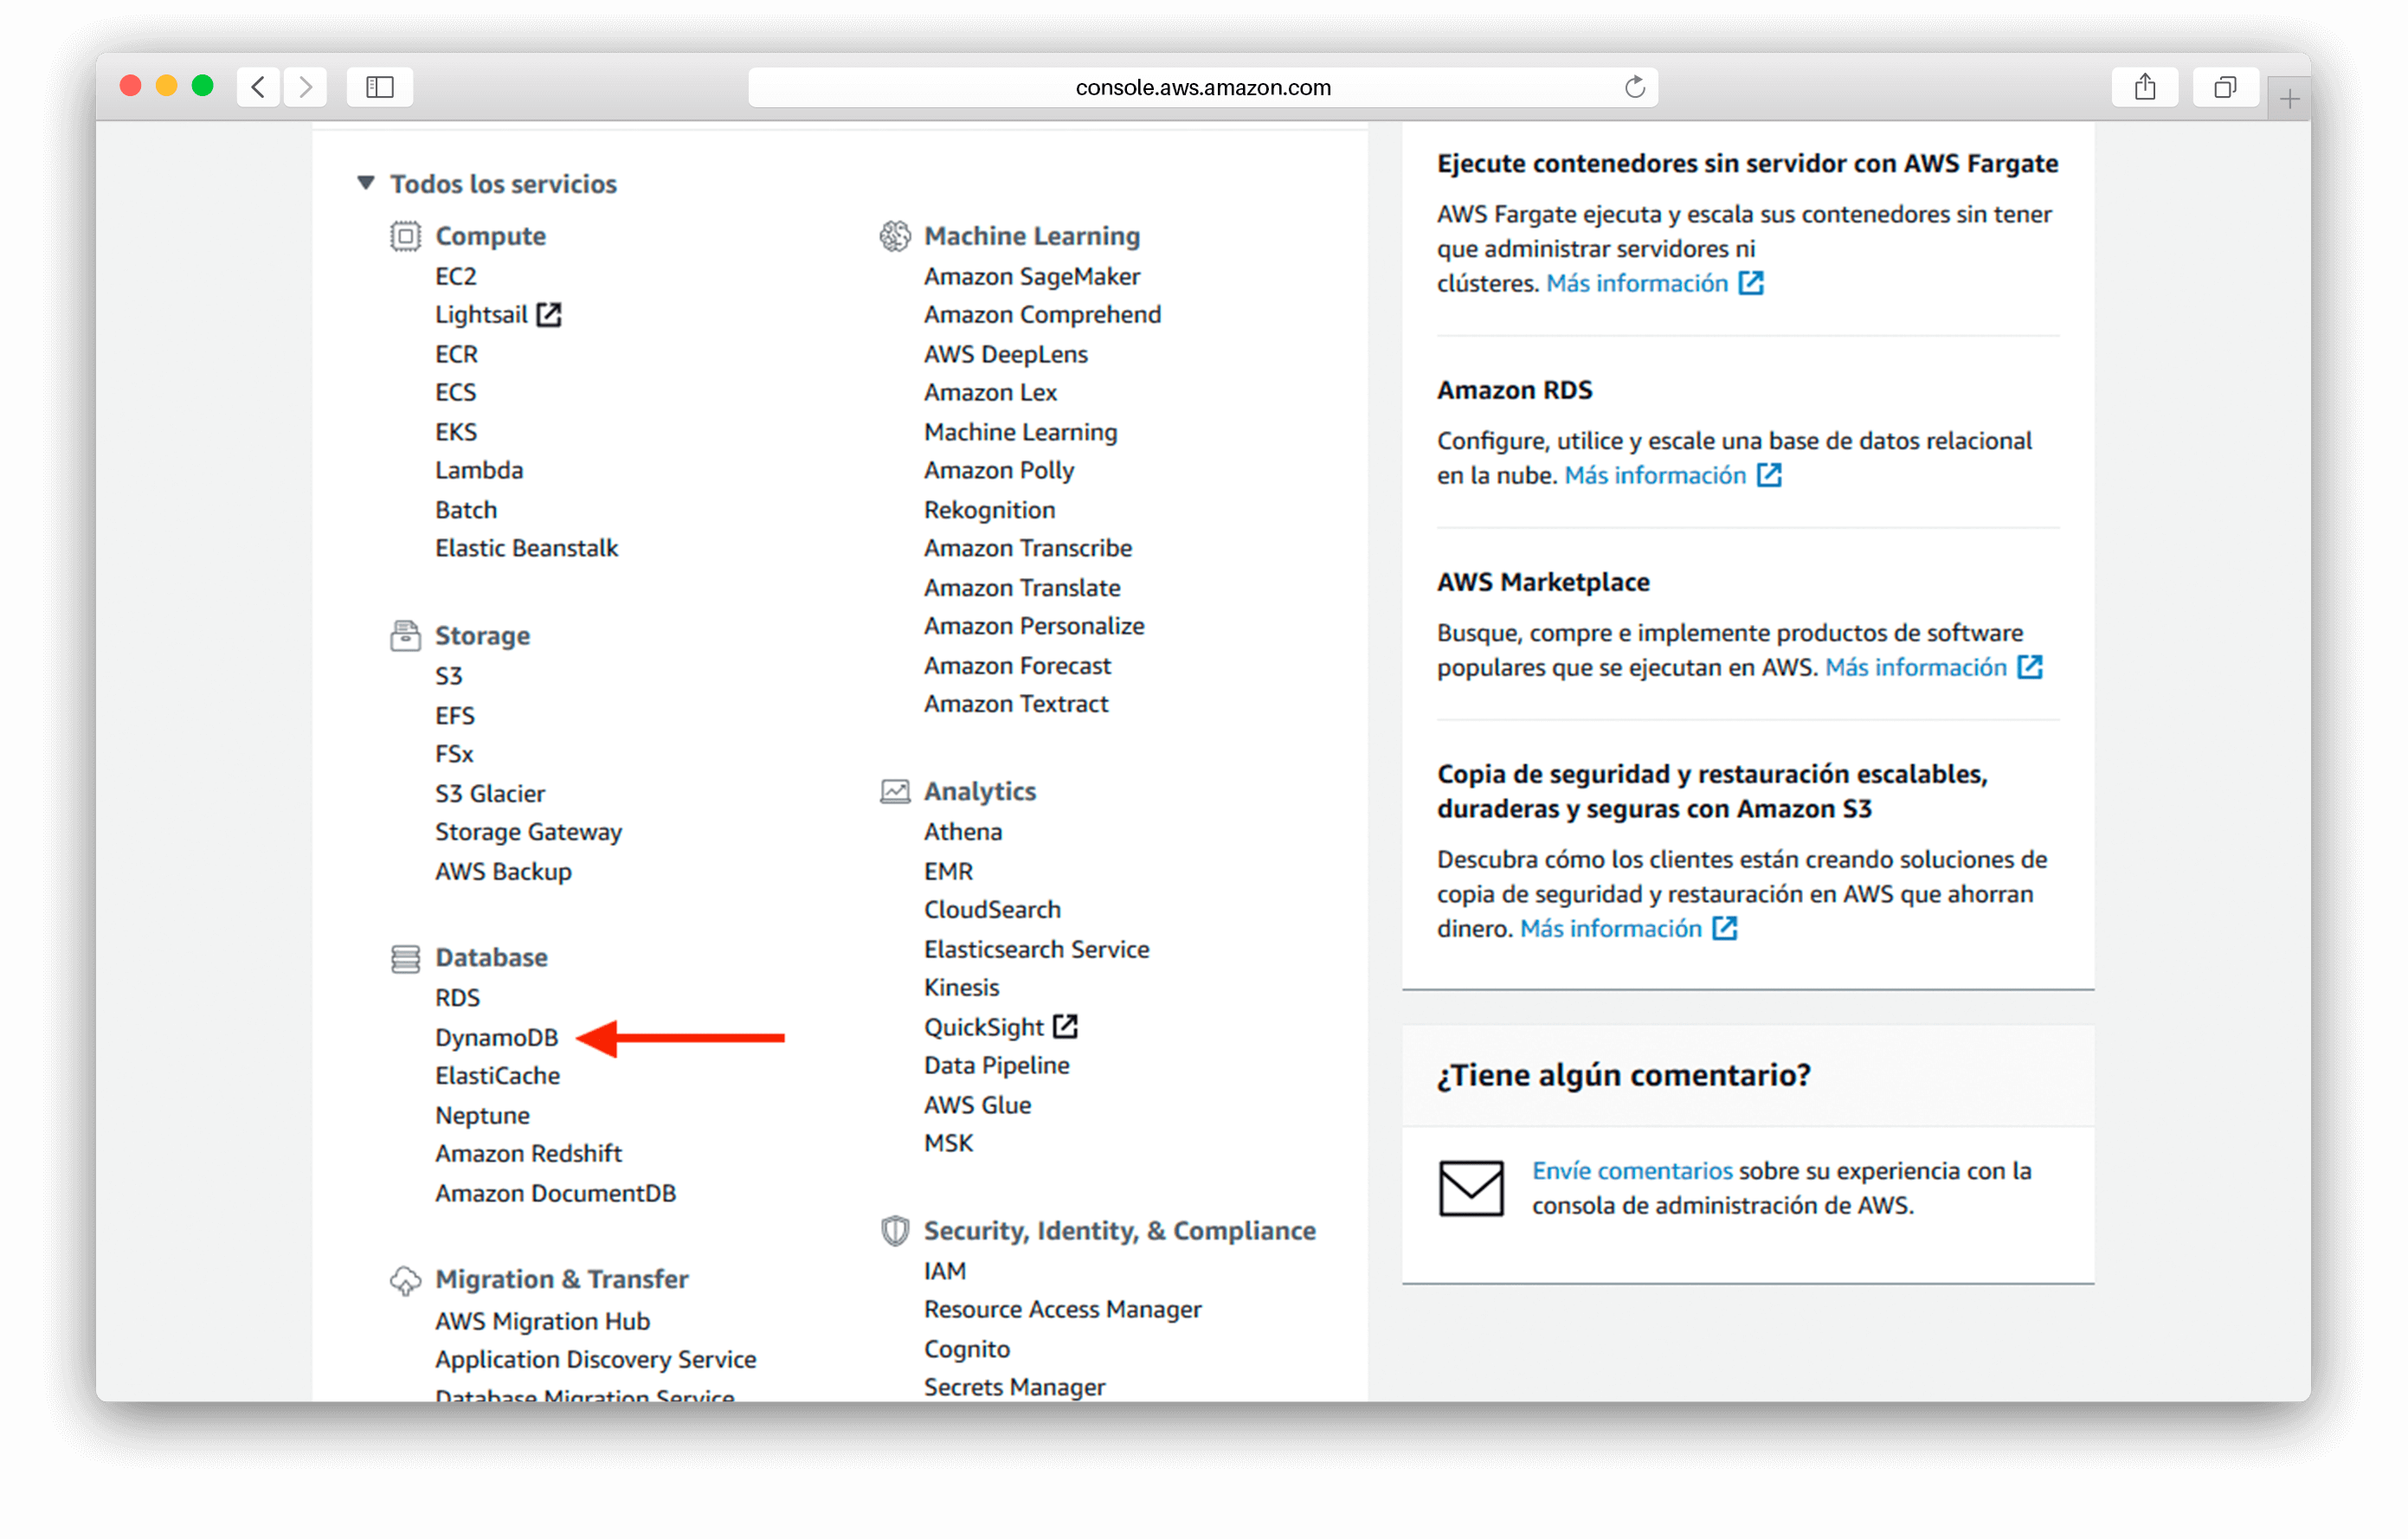 console.aws.amazon.com
Todos los servicios
Compute
EC2
Lightsail
ECR
ECS
EKS
Lambda
Batch
Elastic Beanstalk
Storage
S3
EFS
FSx
S3 Glacier
Storage Gateway
AWS Backup
Database
RDS
DynamoDB
ElastiCache
Neptune
Amazon Redshift
Amazon DocumentDB
Migration & Transfer
AWS Migration Hub
Application Discovery Service
Database Migration Service
Machine Learning
Amazon SageMaker
Amazon Comprehend
AWS DeepLens
Amazon Lex
Machine Learning
Amazon Polly
Rekognition
Amazon Transcribe
Amazon Translate
Amazon Personalize
Amazon Forecast
Amazon Textract
Analytics
Athena
EMR
CloudSearch
Elasticsearch Service
Kinesis
QuickSight
Data Pipeline
AWS Glue
MSK
Security, Identity, & Compliance
IAM
Resource Access Manager
Cognito
Secrets Manager
Ejecute contenedores sin servidor con AWS Fargate
AWS Fargate ejecuta y escala sus contenedores sin tener
que administrar servidores ni
clústeres. Más información
Amazon RDS
Configure, utilice y escale una base de datos relacional
en la nube. Más información
AWS Marketplace
Busque, compre e implemente productos de software
populares que se ejecutan en AWS. Más información
Copia de seguridad y restauración escalables,
duraderas y seguras con Amazon S3
Descubra cómo los clientes están creando soluciones de
copia de seguridad y restauración en AWS que ahorran
dinero. Más información
¿Tiene algún comentario?
Envíe comentarios sobre su experiencia con la
consola de administración de AWS.